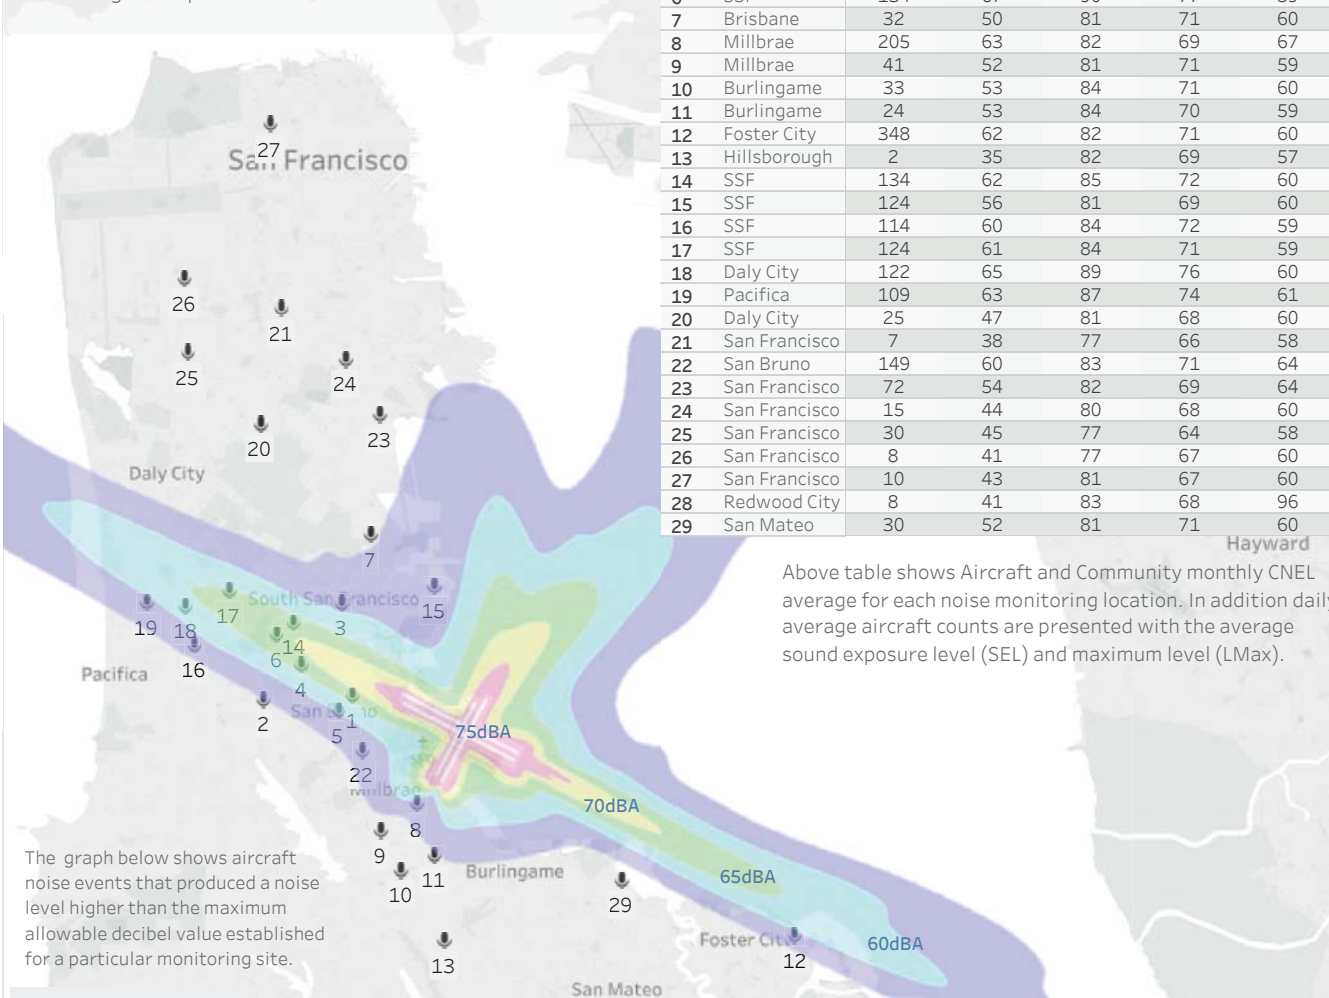 7 Brisbane 32 50 81 71 60
8 Millbrae 205 63 82 69 67
9 Millbrae 41 52 81 71 59
10 Burlingame 33 53 84 71 60
11 Burlingame 24 53 84 70 59
12 Foster City 348 62 82 71 60
13 Hillsborough 2 35 82 69 57
14 SSF 134 62 85 72 60
15 SSF 124 56 81 69 60
16 SSF 114 60 84 72 59
17 SSF 124 61 84 71 59
18 Daly City 122 65 89 76 60
19 Pacifica 109 63 87 74 61
20 Daly City 25 47 81 68 60
21 San Francisco 7 38 77 66 58
22 San Bruno 149 60 83 71 64
23 San Francisco 72 54 82 69 64
24 San Francisco 15 44 80 68 60
25 San Francisco 30 45 77 64 58
26 San Francisco 8 41 77 67 60
27 San Francisco 10 43 81 67 60
28 Redwood City 8 41 83 68 96
29 San Mateo 30 52 81 71 60
Above table shows Aircraft and Community monthly CNEL
average for each noise monitoring location. In addition daily
average aircraft counts are presented with the average
sound exposure level (SEL) and maximum level (LMax).
Hayward
27
San Francisco
26
21
25
24
20
23
Daly City
7
South San Francisco
17
15
19
18
3
14
6
16
Pacifica
4
2
San Bruno
1
5
75dBA
22
Millbrae
70dBA
8
9
11
10
Burlingame
65dBA
29
Foster City
60dBA
12
13
San Mateo
The graph below shows aircraft
noise events that produced a noise
level higher than the maximum
allowable decibel value established
for a particular monitoring site.